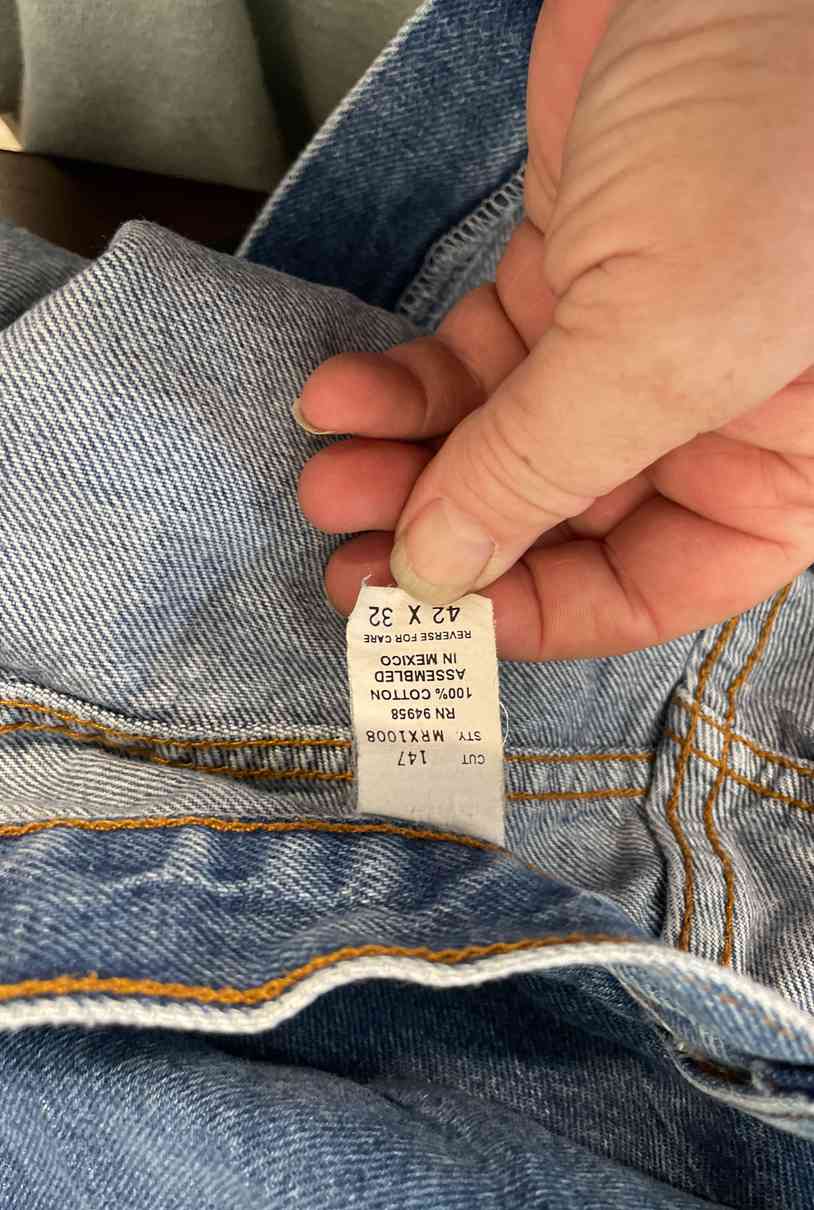 42 X 32
REVERSE FOR CARE
IN MEXICO
ASSEMBLED
100% COTTON
RN 94958
STY. MRX1008
CUT 147